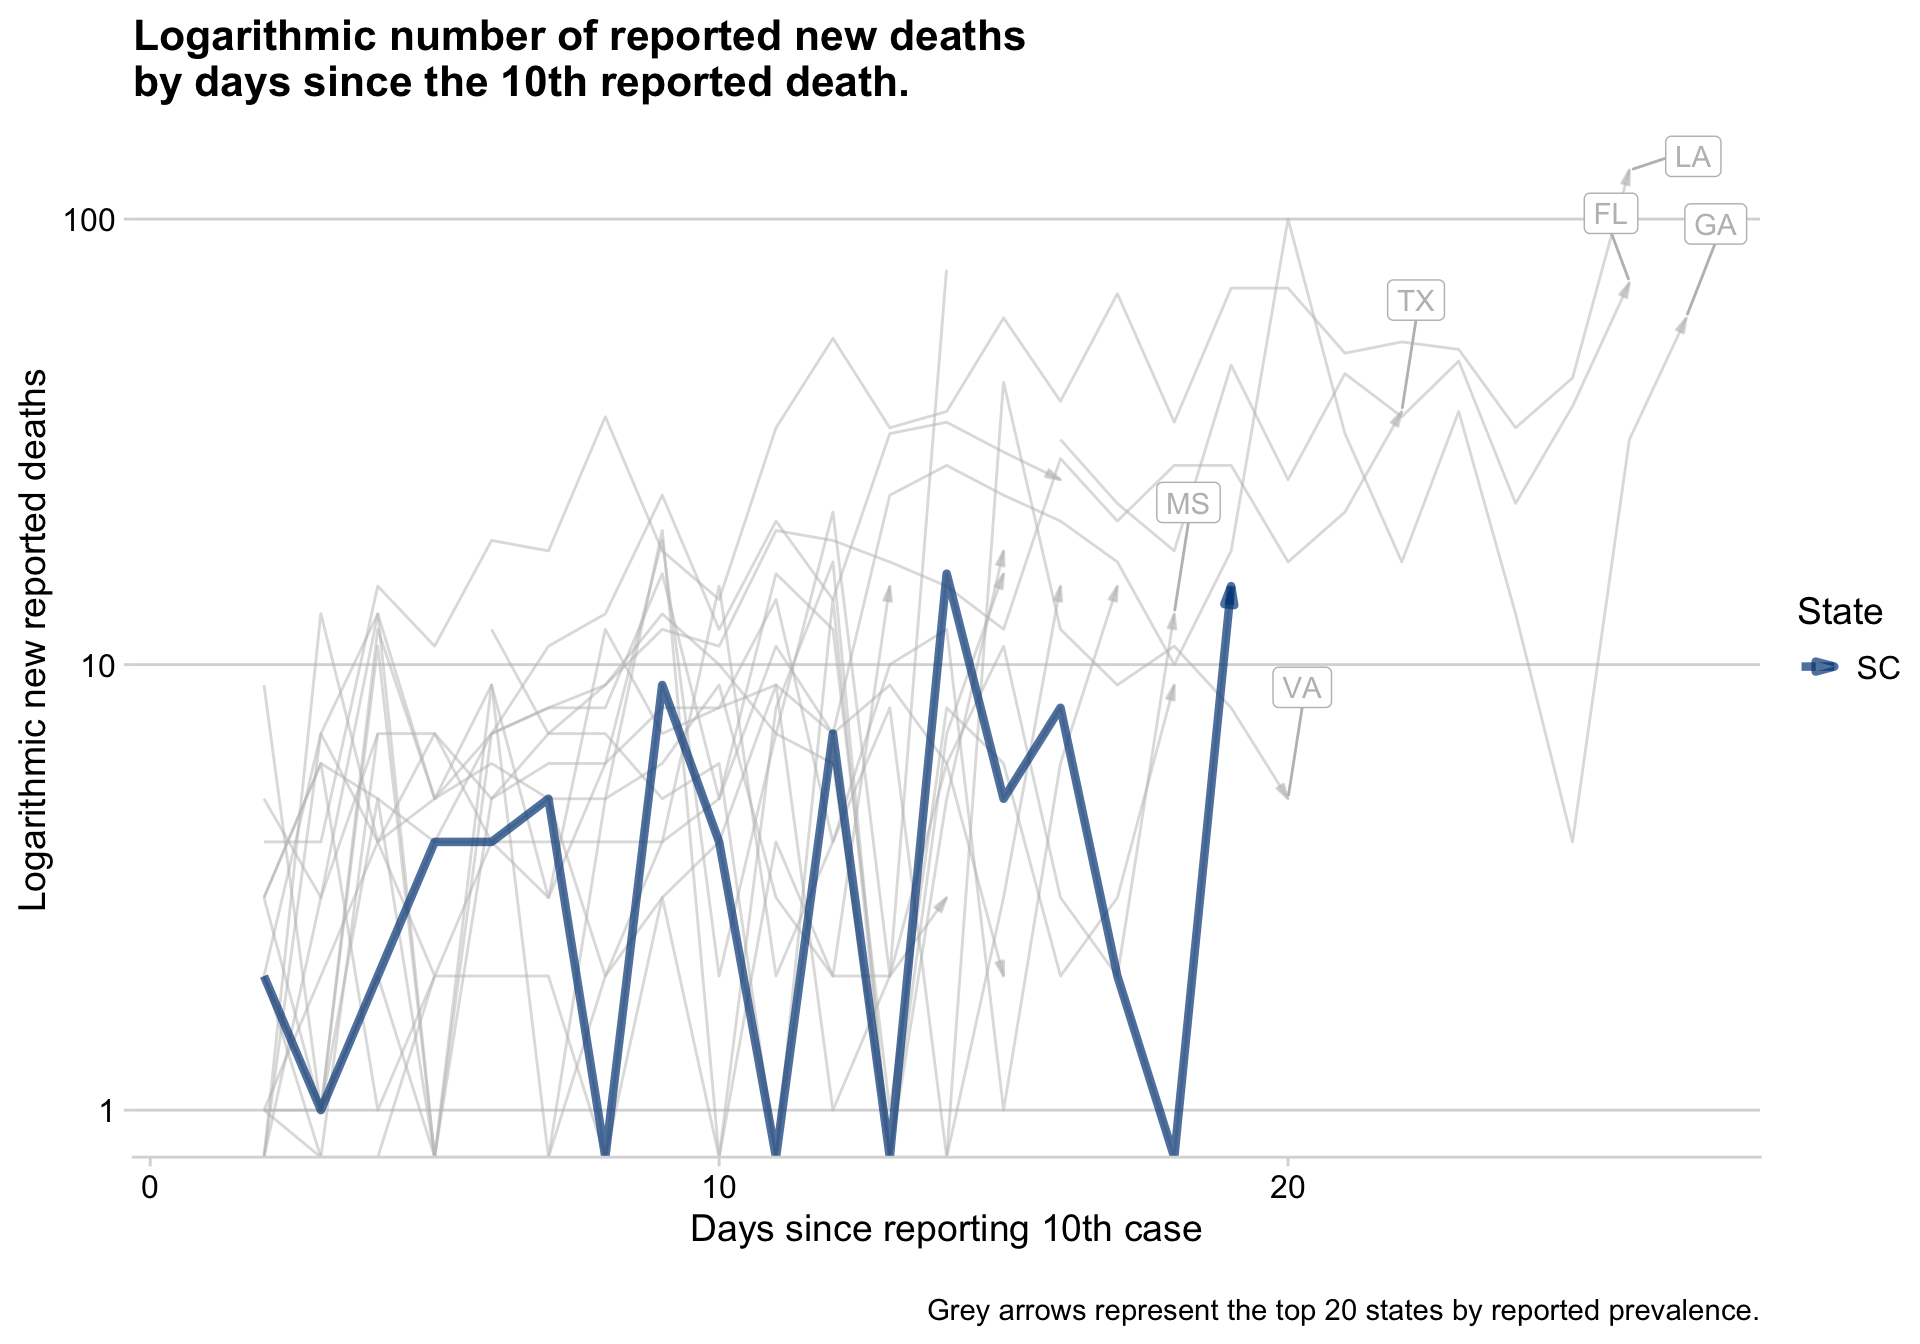 Logarithmic number of reported new deaths
by days since the 10th reported death.
LA
FL
GA
100
TX
MS
Logarithmic new reported deaths
State
SC
10
VA
1
0
10
20
Days since reporting 10th case
Grey arrows represent the top 20 states by reported prevalence.